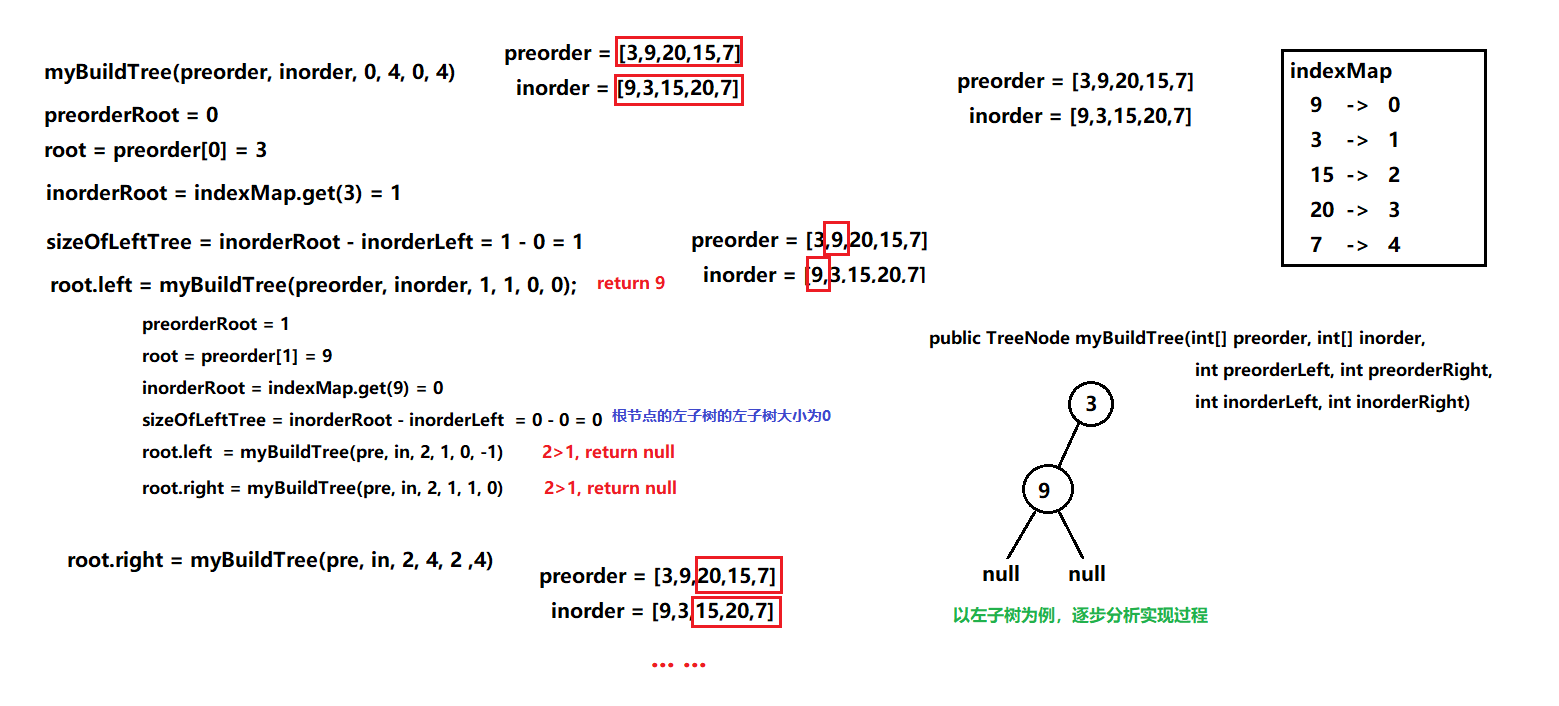 myBuildTree(preorder, inorder, 0, 4, 0, 4)
preorder = [3,9,20,15,7]
inorder = [9,3,15,20,7]
preorderRoot = 0
root = preorder[0] = 3
inorderRoot = indexMap.get(3) = 1
sizeOfLeftTree = inorderRoot - inorderLeft = 1 - 0 = 1
preorder = [3,9,20,15,7]
inorder = [9,3,15,20,7]
root.left = myBuildTree(preorder, inorder, 1, 1, 0, 0); return 9
preorderRoot = 1
root = preorder[1] = 9
inorderRoot = indexMap.get(9) = 0
sizeOfLeftTree = inorderRoot - inorderLeft = 0 - 0 = 0 根节点的左子树的左子树大小为0
root.left = myBuildTree(pre, in, 2, 1, 0, -1) 2>1, return null
root.right = myBuildTree(pre, in, 2, 1, 1, 0) 2>1, return null
root.right = myBuildTree(pre, in, 2, 4, 2 ,4)
preorder = [3,9,20,15,7]
inorder = [9,3,15,20,7]
... ...
preorder = [3,9,20,15,7]
inorder = [9,3,15,20,7]
indexMap
9 -> 0
3 -> 1
15 -> 2
20 -> 3
7 -> 4
public TreeNode myBuildTree(int[] preorder, int[] inorder,
int preorderLeft, int preorderRight,
int inorderLeft, int inorderRight)
3
9
null null
以左子树为例，逐步分析实现过程